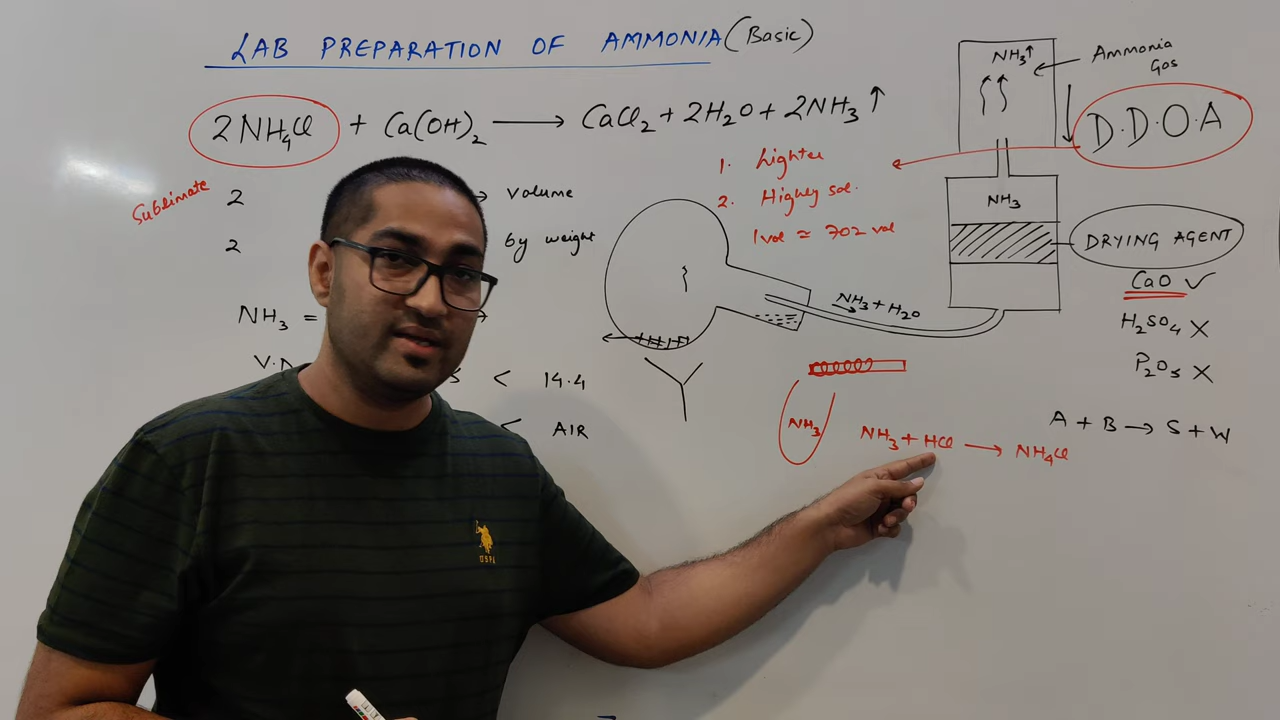 LAB PREPARATION OF AMMONIA (Basic)
2NH4Cl + Ca(OH)2 → CaCl2 + 2H2O + 2NH3 ↑
Sublimate
2 → volume
2 by weight
NH3 = →
V.D
< 14.4
< AIR
1. Lighter
2. Highly sol.
1 vol ≃ 702 vol
NH3↑
Ammonia Gas
D.D.O.A
NH3
DRYING AGENT
CaO ✓
H2SO4 X
P2O5 X
NH3 + H2O
NH3
NH3 + HCl → NH4Cl
A + B → S + W
USPA